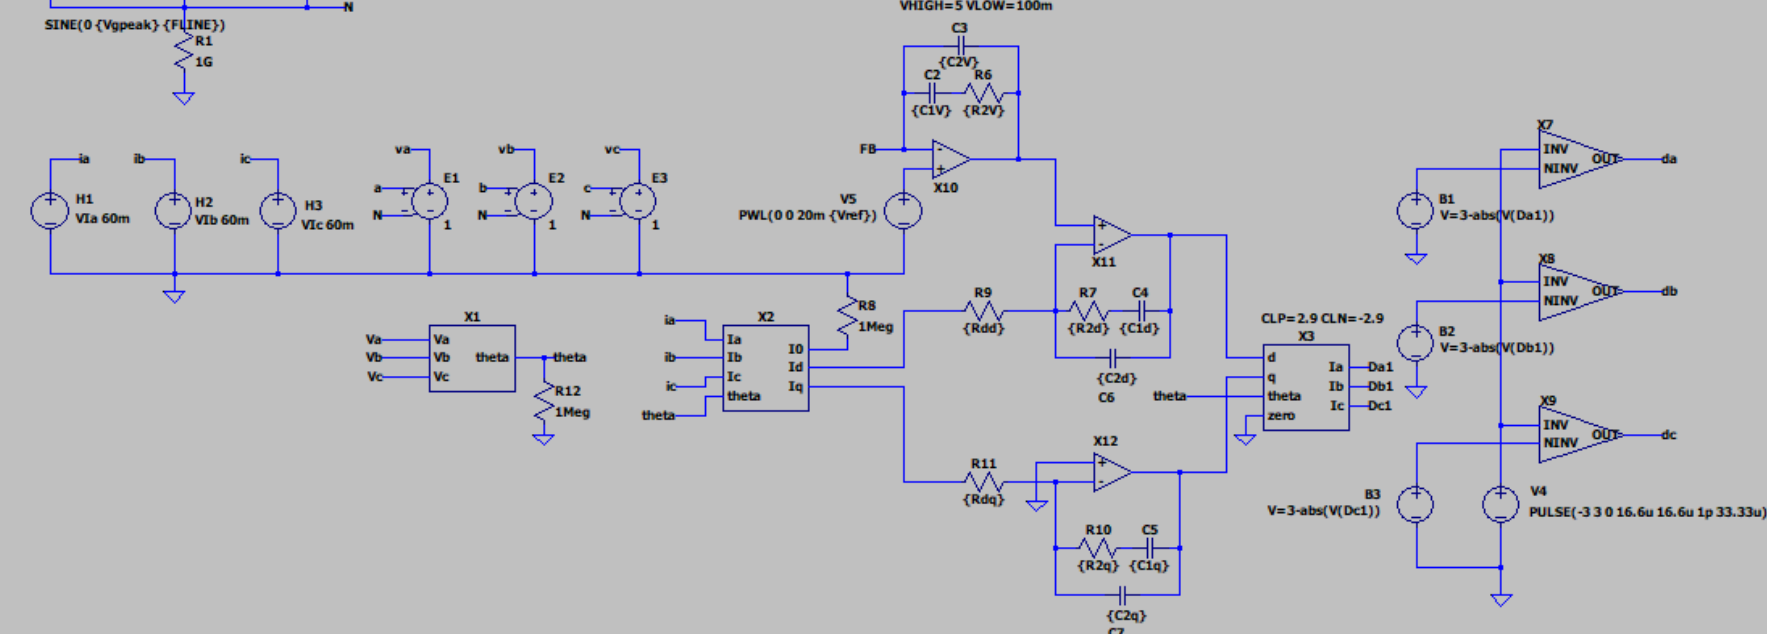 VHIGH=5 VLOW=100m
N
SINE(0 {Vgpeak} {FLINE})
R1
1G
C3
{C2V}
C2
R6
{C1V}
{R2V}
FB
-
+
X10
V5
PWL(0 0 20m {Vref})
ia
H1
VIa 60m
ib
H2
VIb 60m
ic
H3
VIc 60m
va
a
N
E1
1
vb
b
N
E2
1
vc
c
N
E3
1
X11
R8
1Meg
R9
{Rdd}
R7
{R2d}
C4
{C1d}
{C2d}
C6
X1
Va
Vb
Vc
Va
Vb
Vc
theta
theta
R12
1Meg
X2
ia
ib
ic
theta
Ia
Ib
Ic
theta
I0
Id
Iq
R11
{Rdq}
X12
R10
{R2q}
C5
{C1q}
{C2q}
C7
CLP=2.9 CLN=-2.9
X3
d
q
theta
zero
theta
Ia
Ib
Ic
Da1
Db1
Dc1
X7
INV
NINV
OUT
da
B1
V=3-abs(V(Da1))
X8
INV
NINV
OUT
db
B2
V=3-abs(V(Db1))
X9
INV
NINV
OUT
dc
B3
V=3-abs(V(Dc1))
V4
PULSE(-3 3 0 16.6u 16.6u 1p 33.33u)